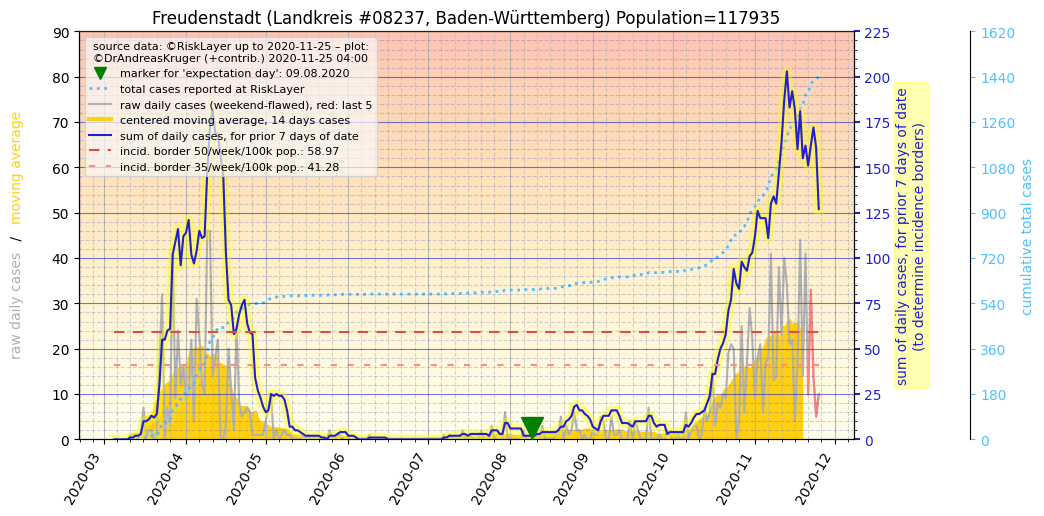 Freudenstadt (Landkreis #08237, Baden-Württemberg) Population=117935
source data: ©RiskLayer up to 2020-11-25 – plot:
©DrAndreasKruger (+contrib.) 2020-11-25 04:00
marker for 'expectation day': 09.08.2020
total cases reported at RiskLayer
raw daily cases (weekend-flawed), red: last 5
centered moving average, 14 days cases
sum of daily cases, for prior 7 days of date
incid. border 50/week/100k pop.: 58.97
incid. border 35/week/100k pop.: 41.28
raw daily cases / moving average
90
80
70
60
50
40
30
20
10
0
2020-03
2020-04
2020-05
2020-06
2020-07
2020-08
2020-09
2020-10
2020-11
2020-12
225
200
175
150
125
100
75
50
25
0
sum of daily cases, for prior 7 days of date
(to determine incidence borders)
1620
1440
1260
1080
900
720
540
360
180
0
cumulative total cases